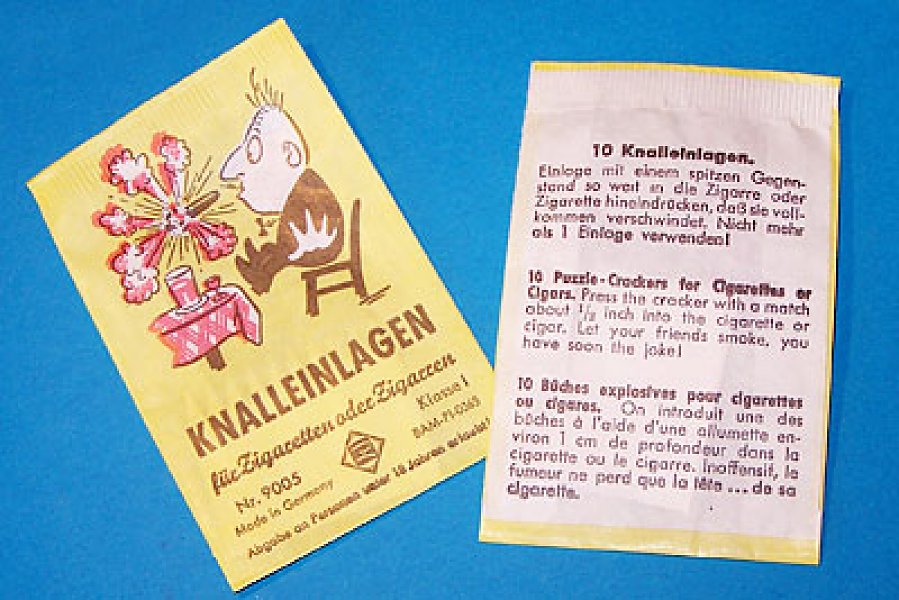 KNALLEINLAGEN
für Zigaretten oder Zigarren
Nr. 9005
Klasse I
Made in Germany
BAM-PI-0365
Abgabe an Personen unter 18 Jahren erlaubt!
10 Knalleinlagen.
Einlage mit einem spitzen Gegen-
stand so weit in die Zigarre oder
Zigarette hineindrücken, daß sie voll-
kommen verschwindet. Nicht mehr
als 1 Einlage verwenden!
10 Puzzle-Crackers for Cigarettes or
Cigars. Press the cracker with a match
about 1/2 inch into the cigarette or
cigar. Let your friends smoke, you
have soon the joke!
10 Bûches explosives pour cigarettes
ou cigares. On introduit une des
bûches à l'aide d'une allumette en-
viron 1 cm de profondeur dans la
cigarette ou le cigarre. Inoffensif, le
fumeur ne perd que la tête ... de sa
cigarette.